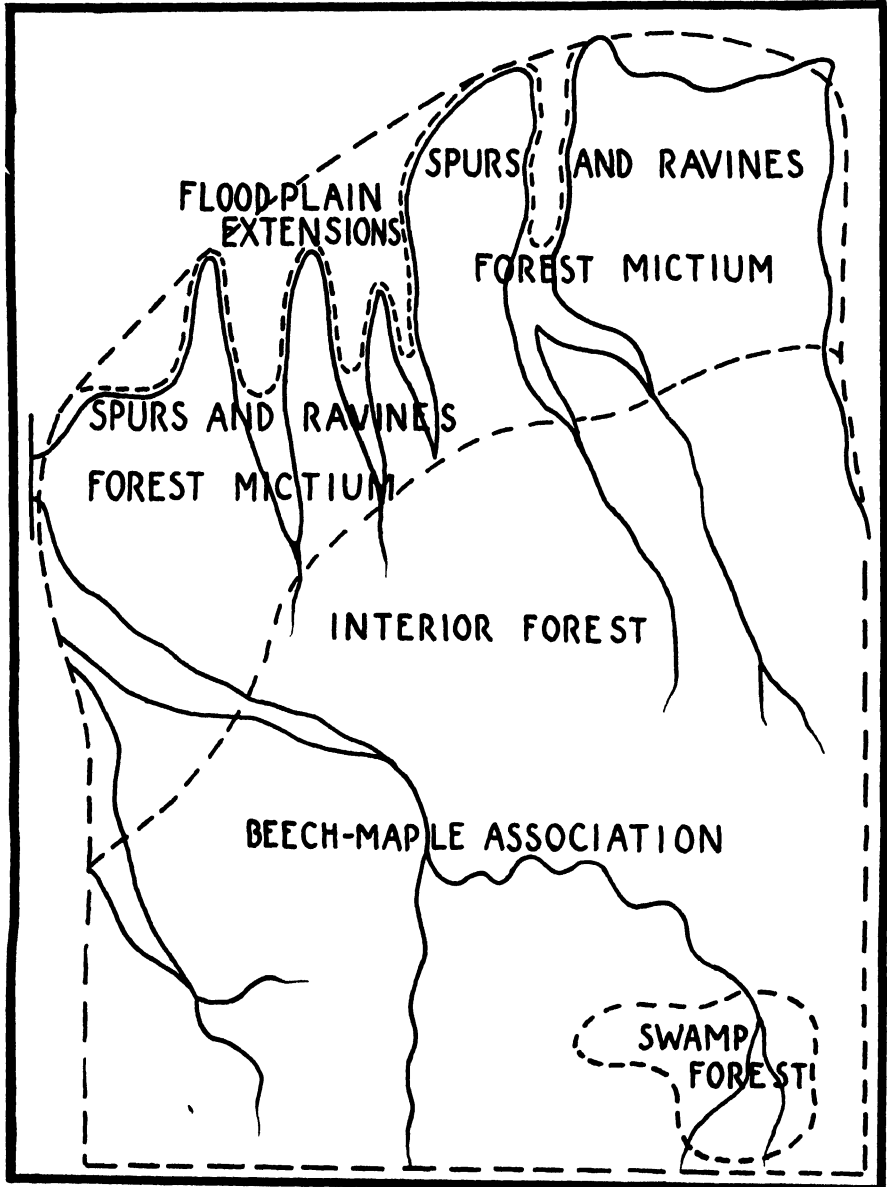 SPURS AND RAVINES
FOREST MICTIUM
FLOOD-PLAIN
EXTENSIONS
SPURS AND RAVINES
FOREST MICTIUM
INTERIOR FOREST
BEECH-MAPLE ASSOCIATION
SWAMP
FOREST